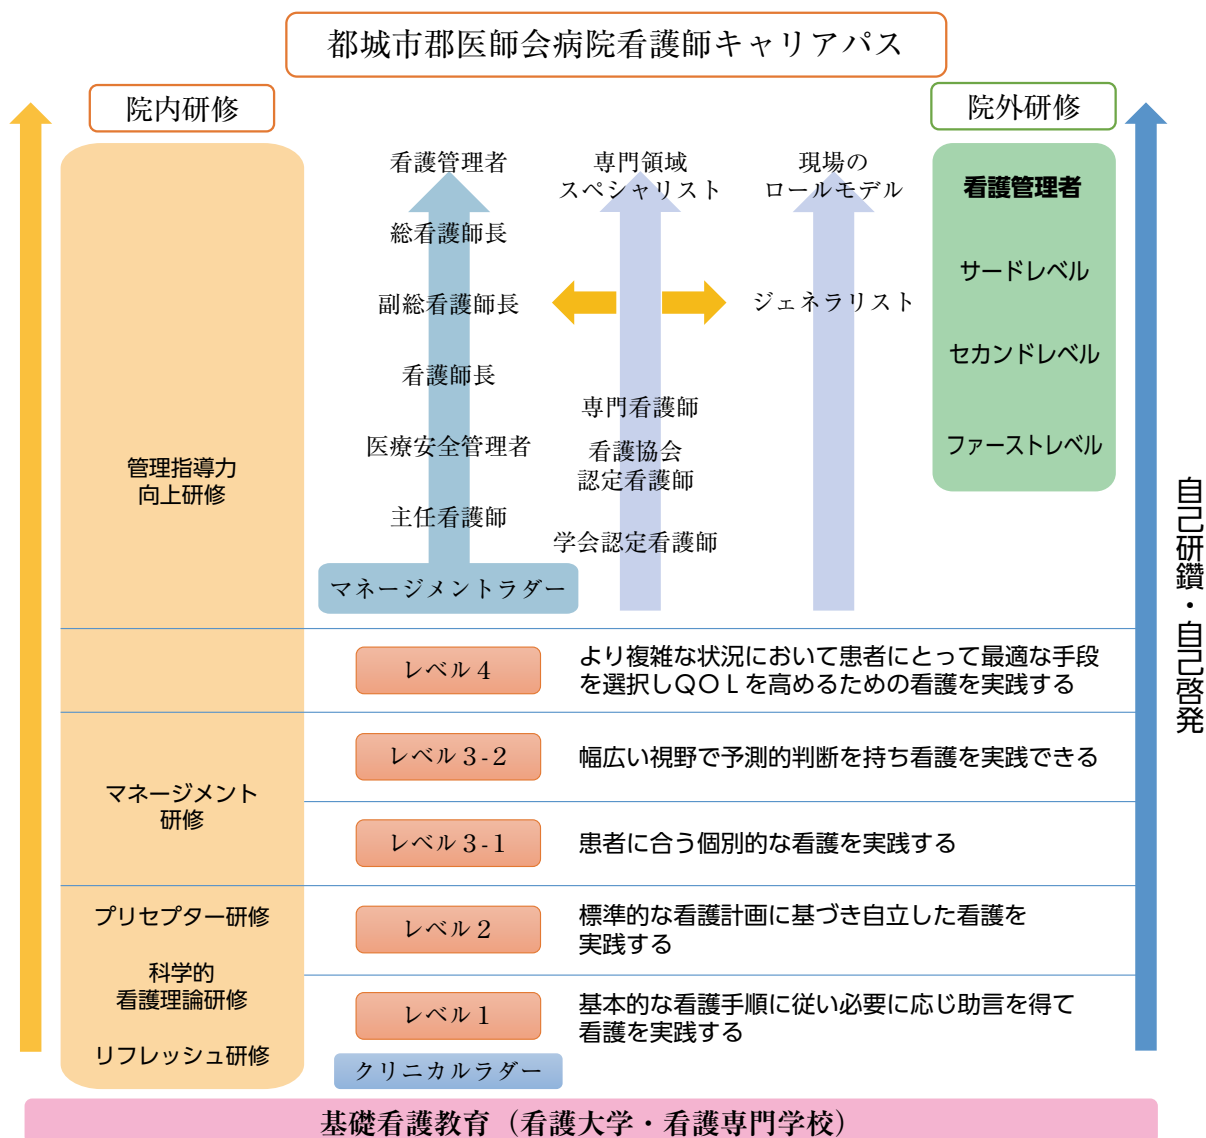 都城市郡医師会病院看護師キャリアパス
院内研修
院外研修
看護管理者
総看護師長
副総看護師長
看護師長
医療安全管理者
主任看護師
マネージメントラダー
専門領域
スペシャリスト
専門看護師
看護協会
認定看護師
学会認定看護師
現場の
ロールモデル
ジェネラリスト
看護管理者
サードレベル
セカンドレベル
ファーストレベル
管理指導力
向上研修
マネージメント
研修
プリセプター研修
科学的
看護理論研修
リフレッシュ研修
レベル４
より複雑な状況において患者にとって最適な手段
を選択しＱＯＬを高めるための看護を実践する
レベル３-２
幅広い視野で予測的判断を持ち看護を実践できる
レベル３-１
患者に合う個別的な看護を実践する
レベル２
標準的な看護計画に基づき自立した看護を
実践する
レベル１
基本的な看護手順に従い必要に応じ助言を得て
看護を実践する
クリニカルラダー
自己研鑽・自己啓発
基礎看護教育（看護大学・看護専門学校）